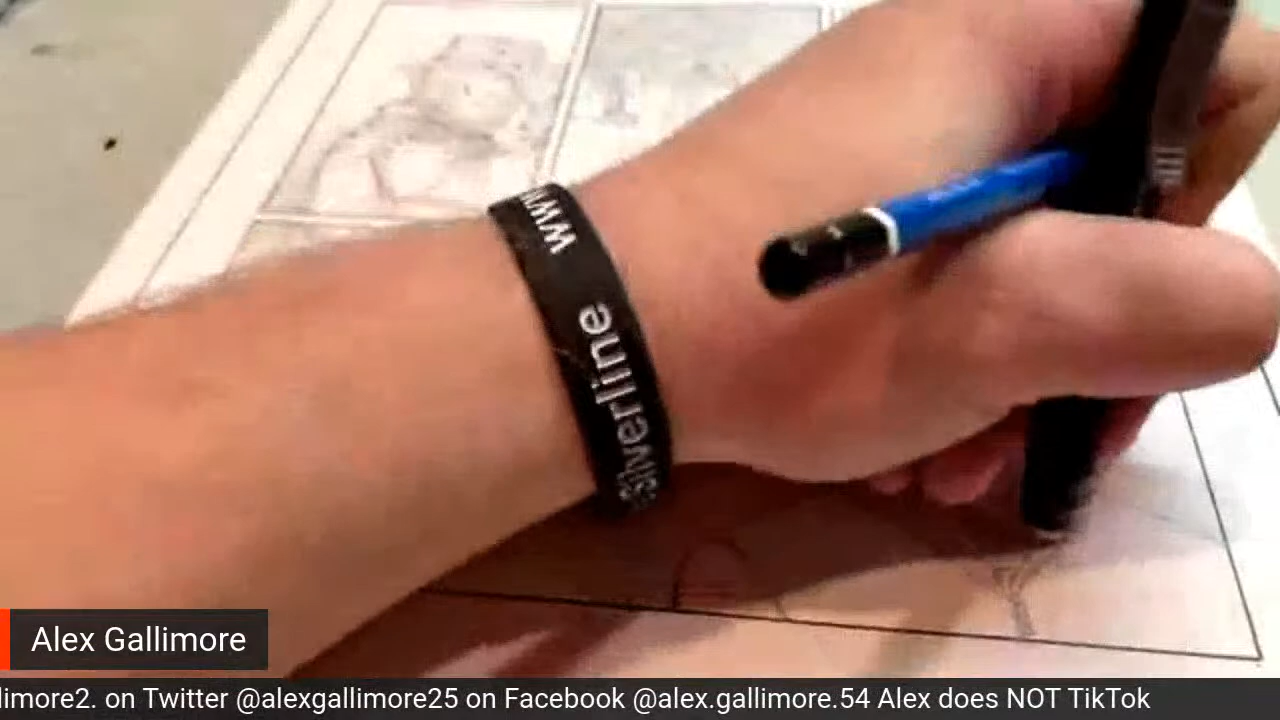 www
silverline
Alex Gallimore
limore2. on Twitter @alexgallimore25 on Facebook @alex.gallimore.54 Alex does NOT TikTok